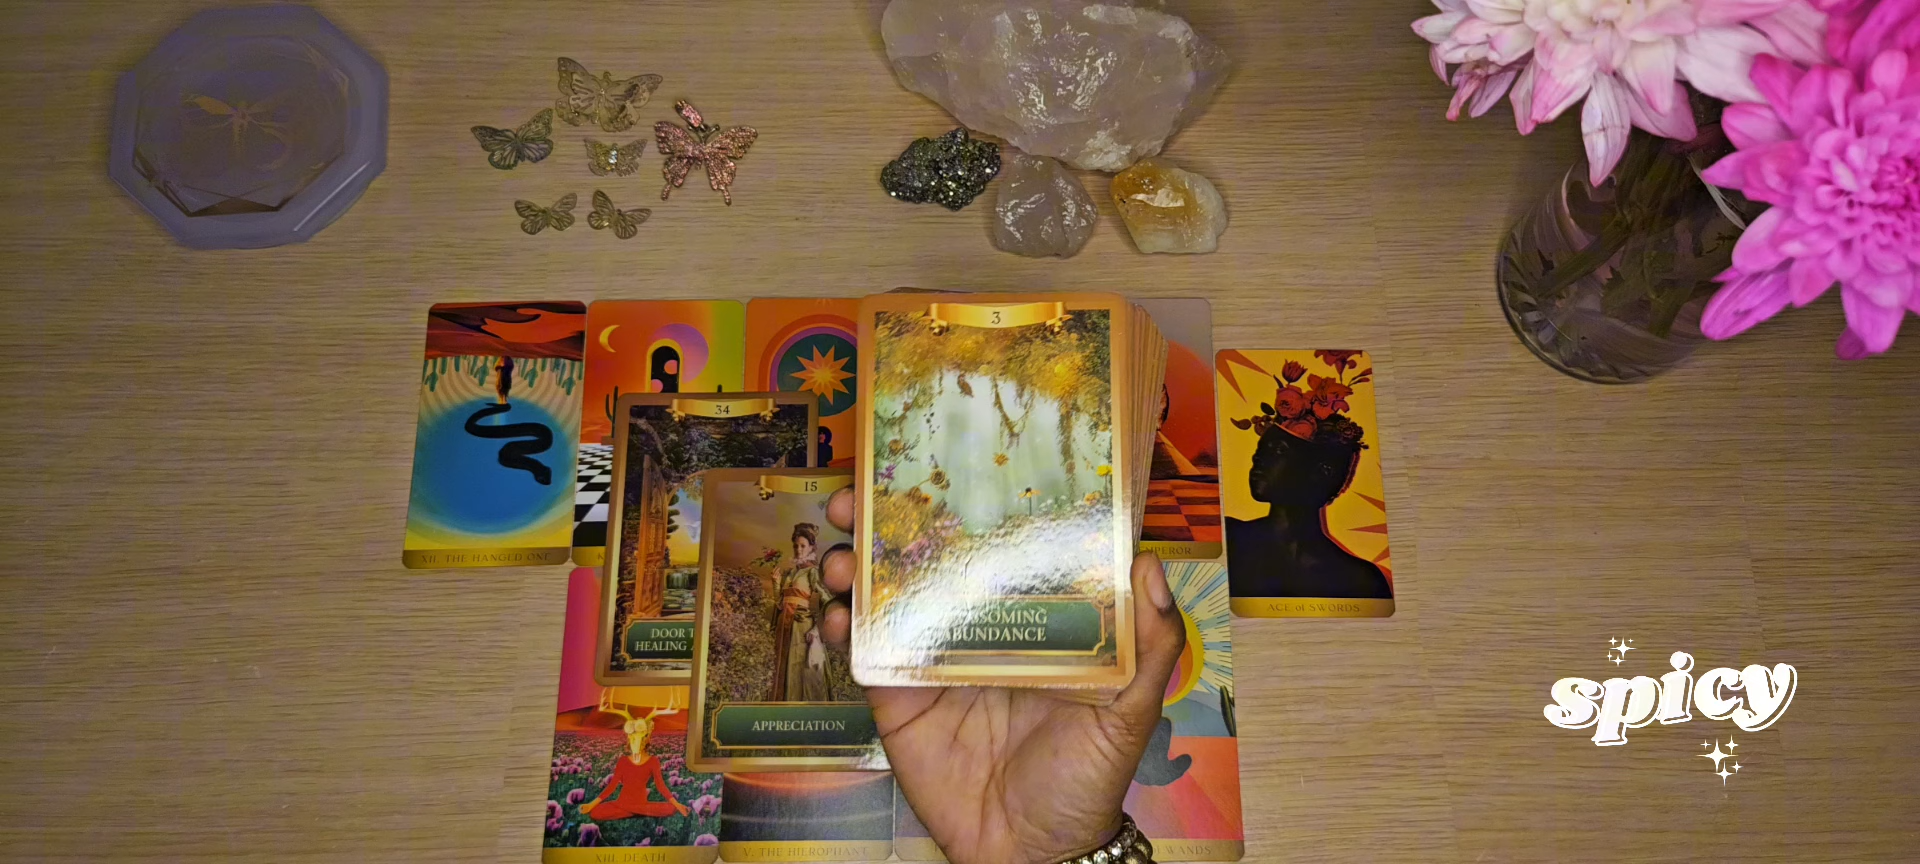 3
34
15
XII. THE HANGED ONE
EMPEROR
ACE of SWORDS
DOOR
HEALING
ABUNDANCE
APPRECIATION
spicy
XIII. DEATH
V. THE HIEROPHANT
WANDS